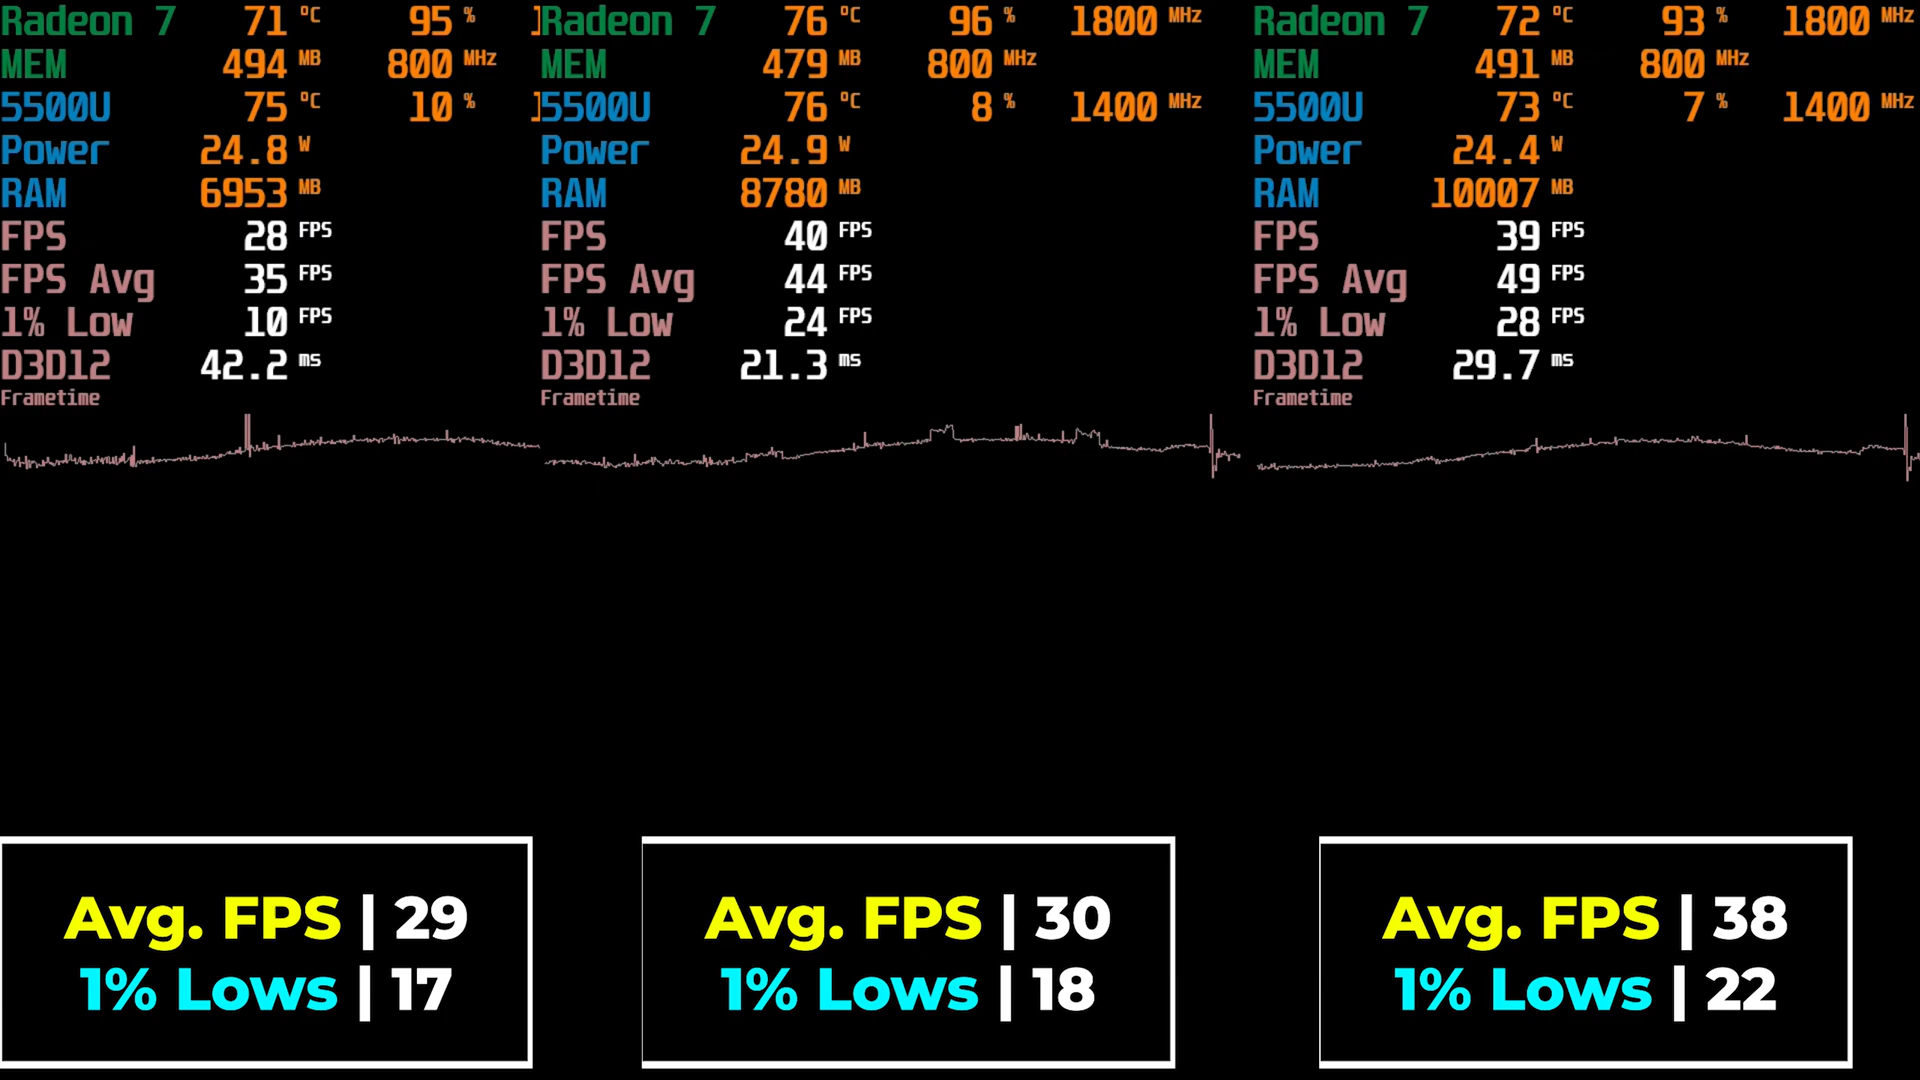 Radeon 7 71 °C 95 %
MEM 494 MB 800 MHz
5500U 75 °C 10 %
Power 24.8 W
RAM 6953 MB
FPS 28 FPS
FPS Avg 35 FPS
1% Low 10 FPS
D3D12 42.2 ms
Frametime
Radeon 7 76 °C 96 % 1800 MHz
MEM 479 MB 800 MHz
5500U 76 °C 8 % 1400 MHz
Power 24.9 W
RAM 8780 MB
FPS 40 FPS
FPS Avg 44 FPS
1% Low 24 FPS
D3D12 21.3 ms
Frametime
Radeon 7 72 °C 93 % 1800 MHz
MEM 491 MB 800 MHz
5500U 73 °C 7 % 1400 MHz
Power 24.4 W
RAM 10007 MB
FPS 39 FPS
FPS Avg 49 FPS
1% Low 28 FPS
D3D12 29.7 ms
Frametime
Avg. FPS | 29
1% Lows | 17
Avg. FPS | 30
1% Lows | 18
Avg. FPS | 38
1% Lows | 22